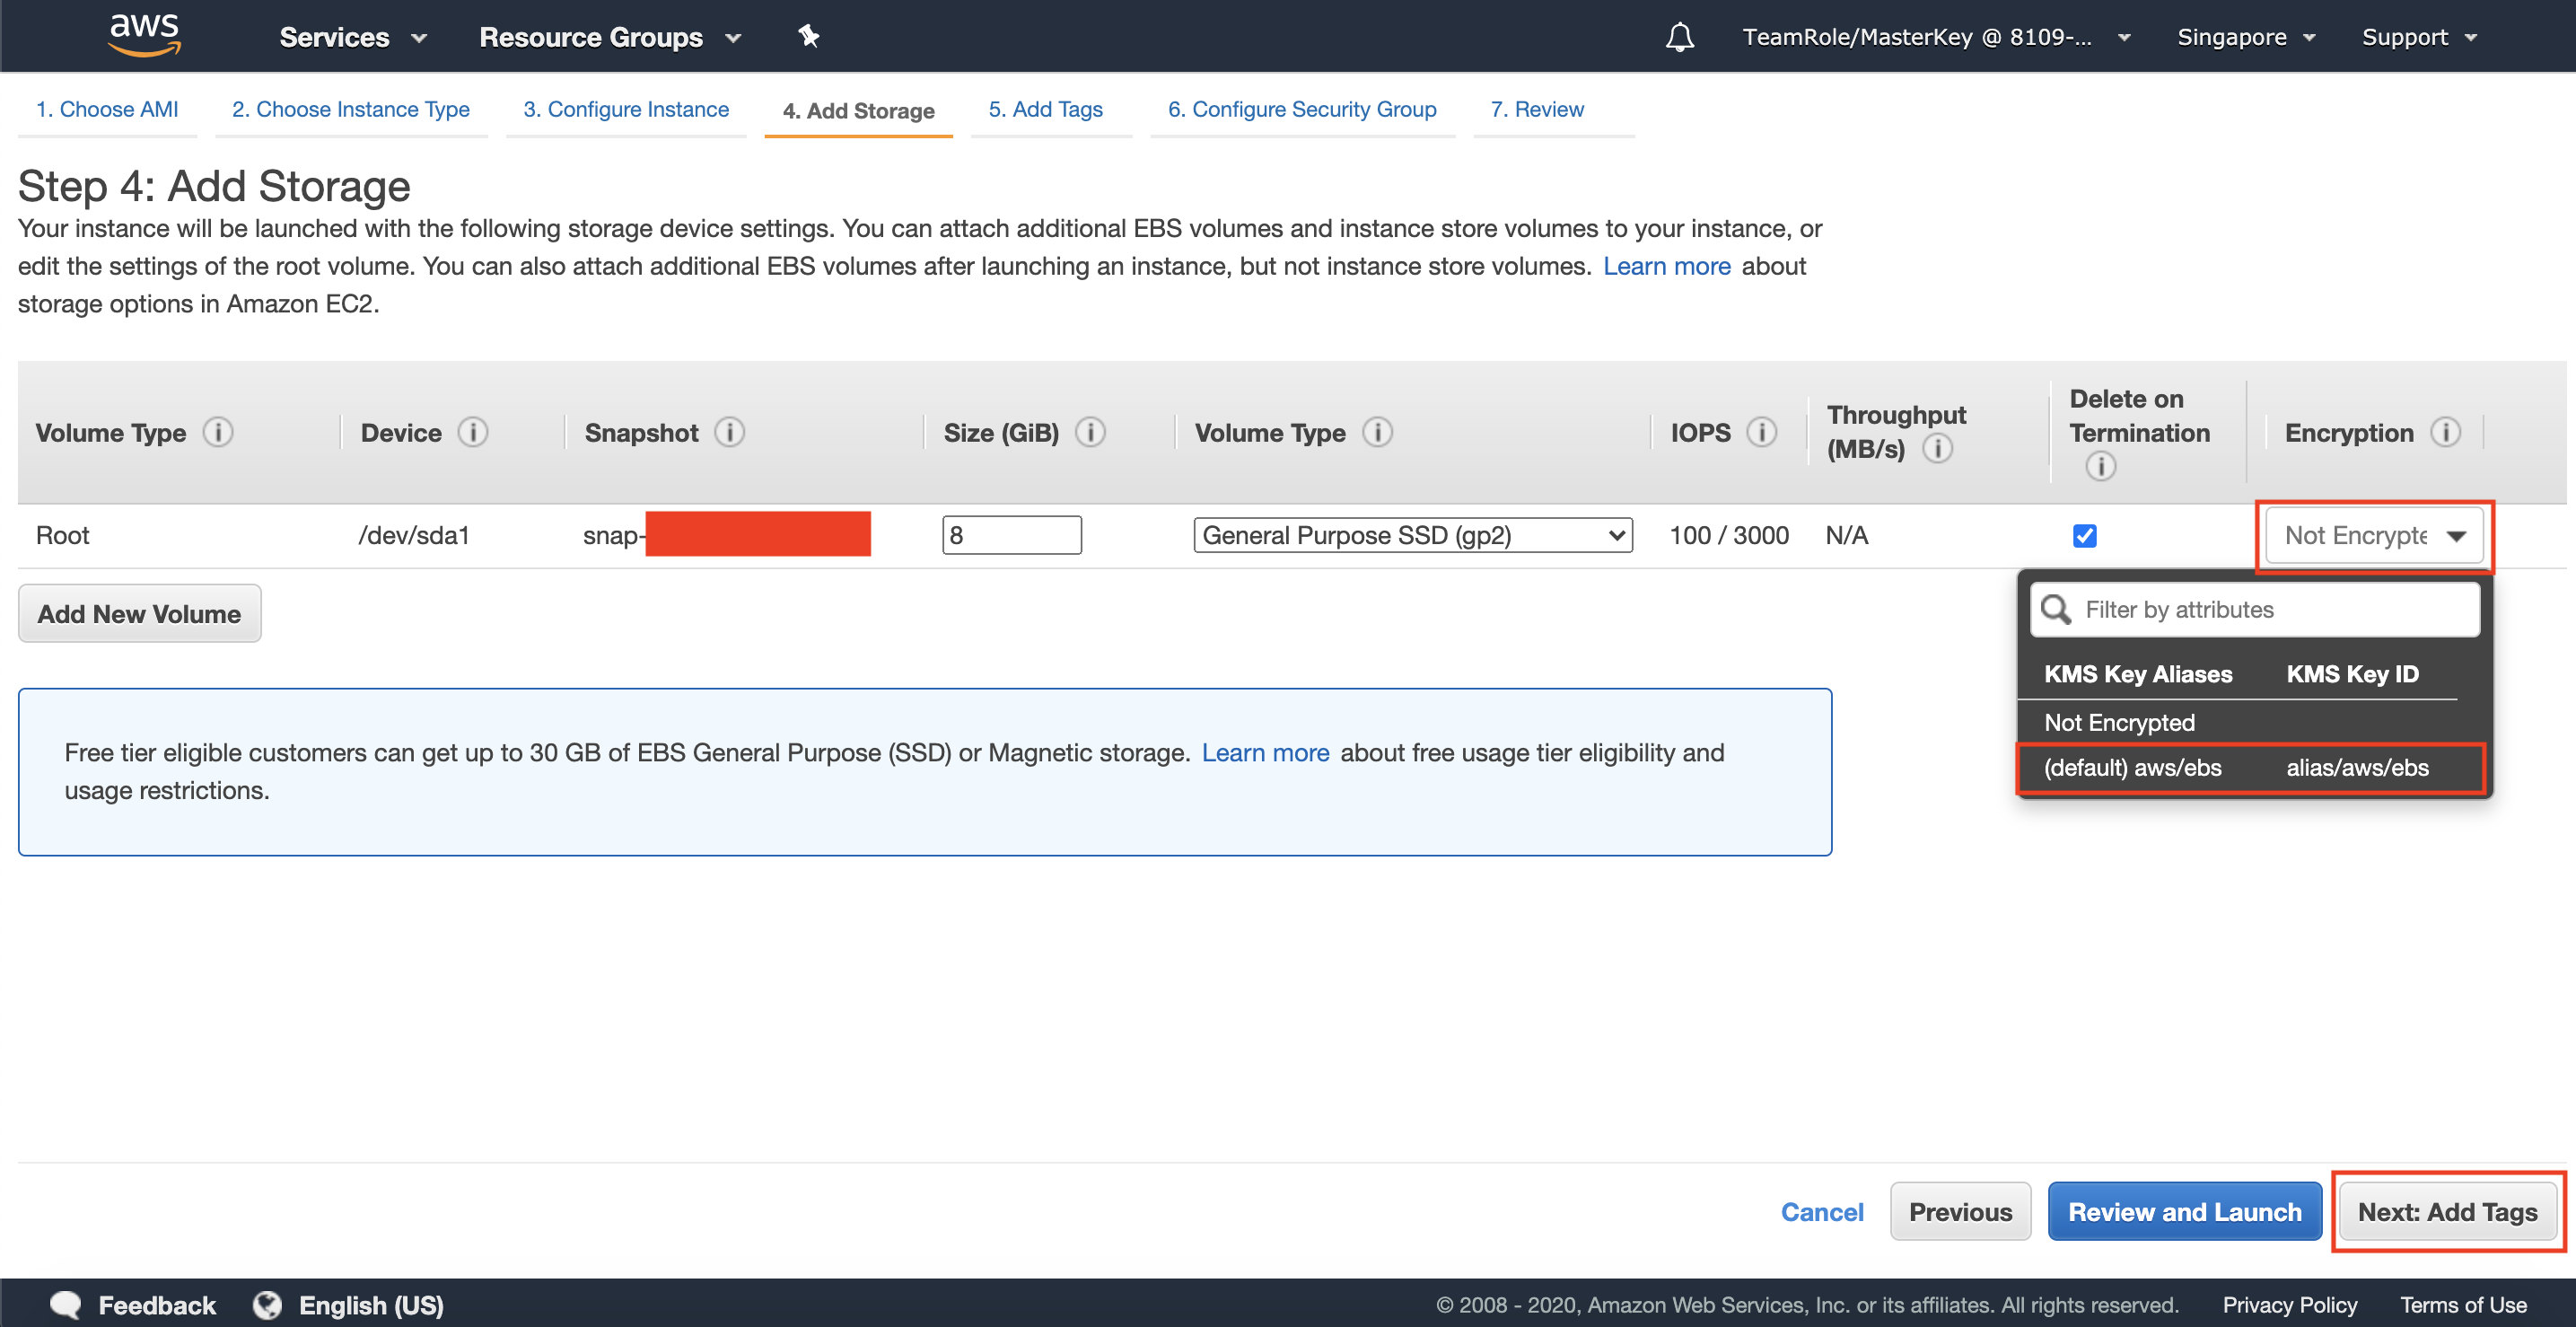 aws
Services
Resource Groups
TeamRole/MasterKey @ 8109-...
Singapore
Support
1. Choose AMI
2. Choose Instance Type
3. Configure Instance
4. Add Storage
5. Add Tags
6. Configure Security Group
7. Review
Step 4: Add Storage
Your instance will be launched with the following storage device settings. You can attach additional EBS volumes and instance store volumes to your instance, or
edit the settings of the root volume. You can also attach additional EBS volumes after launching an instance, but not instance store volumes. Learn more about
storage options in Amazon EC2.
Volume Type i
Device i
Snapshot i
Size (GiB) i
Volume Type i
IOPS i
Throughput
(MB/s) i
Delete on
Termination
i
Encryption i
Root
/dev/sda1
snap-
8
General Purpose SSD (gp2)
100 / 3000
N/A
Not Encrypte
Add New Volume
Filter by attributes
KMS Key Aliases
KMS Key ID
Not Encrypted
(default) aws/ebs
alias/aws/ebs
Free tier eligible customers can get up to 30 GB of EBS General Purpose (SSD) or Magnetic storage. Learn more about free usage tier eligibility and
usage restrictions.
Cancel
Previous
Review and Launch
Next: Add Tags
Feedback
English (US)
© 2008 - 2020, Amazon Web Services, Inc. or its affiliates. All rights reserved.
Privacy Policy
Terms of Use